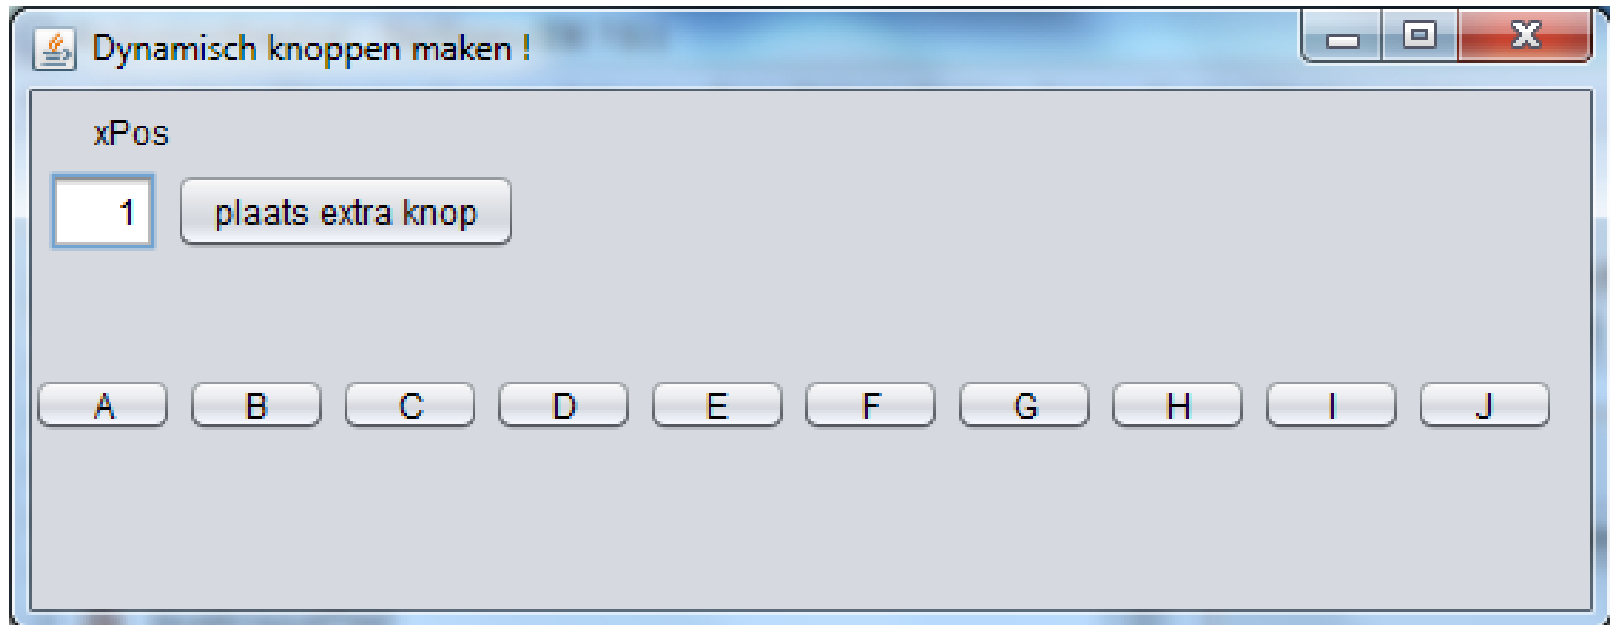 Dynamisch knoppen maken !
xPos
1 plaats extra knop
A B C D E F G H I J